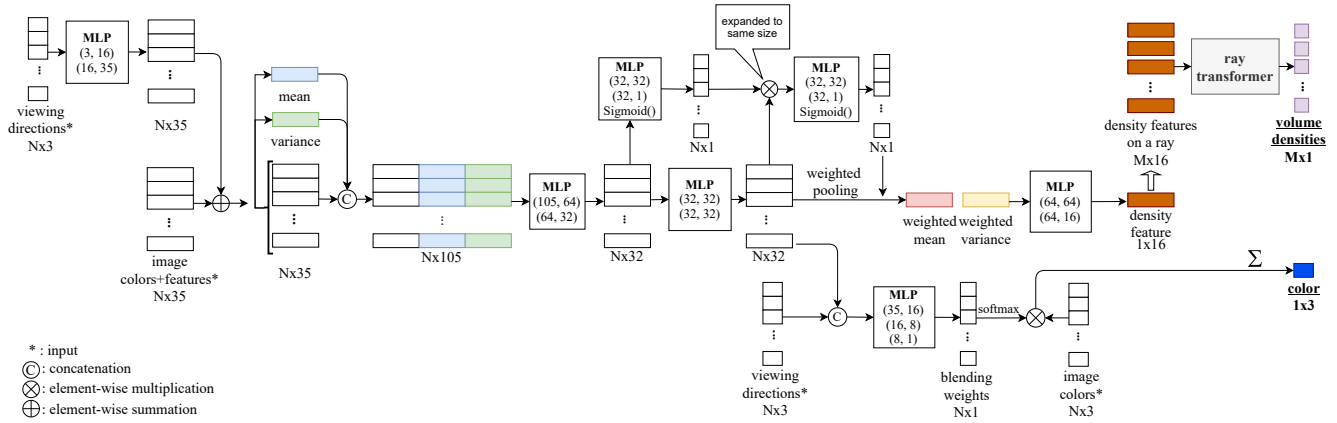 MLP
(3, 16)
(16, 35)
viewing
directions*
Nx3
Nx35
image
colors+features*
Nx35
mean
variance
Nx35
C
Nx105
MLP
(105, 64)
(64, 32)
Nx32
MLP
(32, 32)
(32, 1)
Sigmoid()
Nx1
expanded to
same size
MLP
(32, 32)
(32, 1)
Sigmoid()
Nx1
MLP
(32, 32)
(32, 32)
Nx32
weighted
pooling
weighted
mean
weighted
variance
MLP
(64, 64)
(64, 16)
density
feature
1x16
density features
on a ray
Mx16
ray
transformer
volume
densities
Mx1
viewing
directions*
Nx3
C
MLP
(35, 16)
(16, 8)
(8, 1)
blending
weights
Nx1
softmax
image
colors*
Nx3
Σ
color
1x3
* : input
C : concatenation
: element-wise multiplication
: element-wise summation